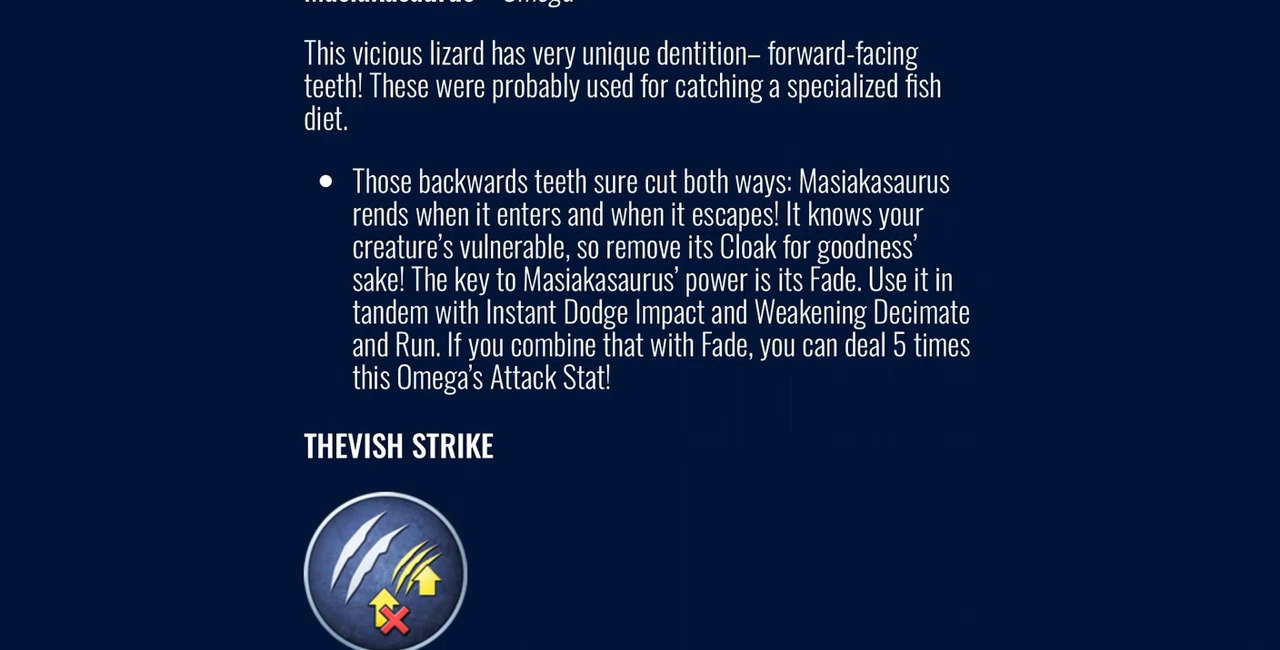 Masiakasaurus – Omega
This vicious lizard has very unique dentition– forward-facing
teeth! These were probably used for catching a specialized fish
diet.
Those backwards teeth sure cut both ways: Masiakasaurus
rends when it enters and when it escapes! It knows your
creature’s vulnerable, so remove its Cloak for goodness’
sake! The key to Masiakasaurus’ power is its Fade. Use it in
tandem with Instant Dodge Impact and Weakening Decimate
and Run. If you combine that with Fade, you can deal 5 times
this Omega’s Attack Stat!
THEVISH STRIKE